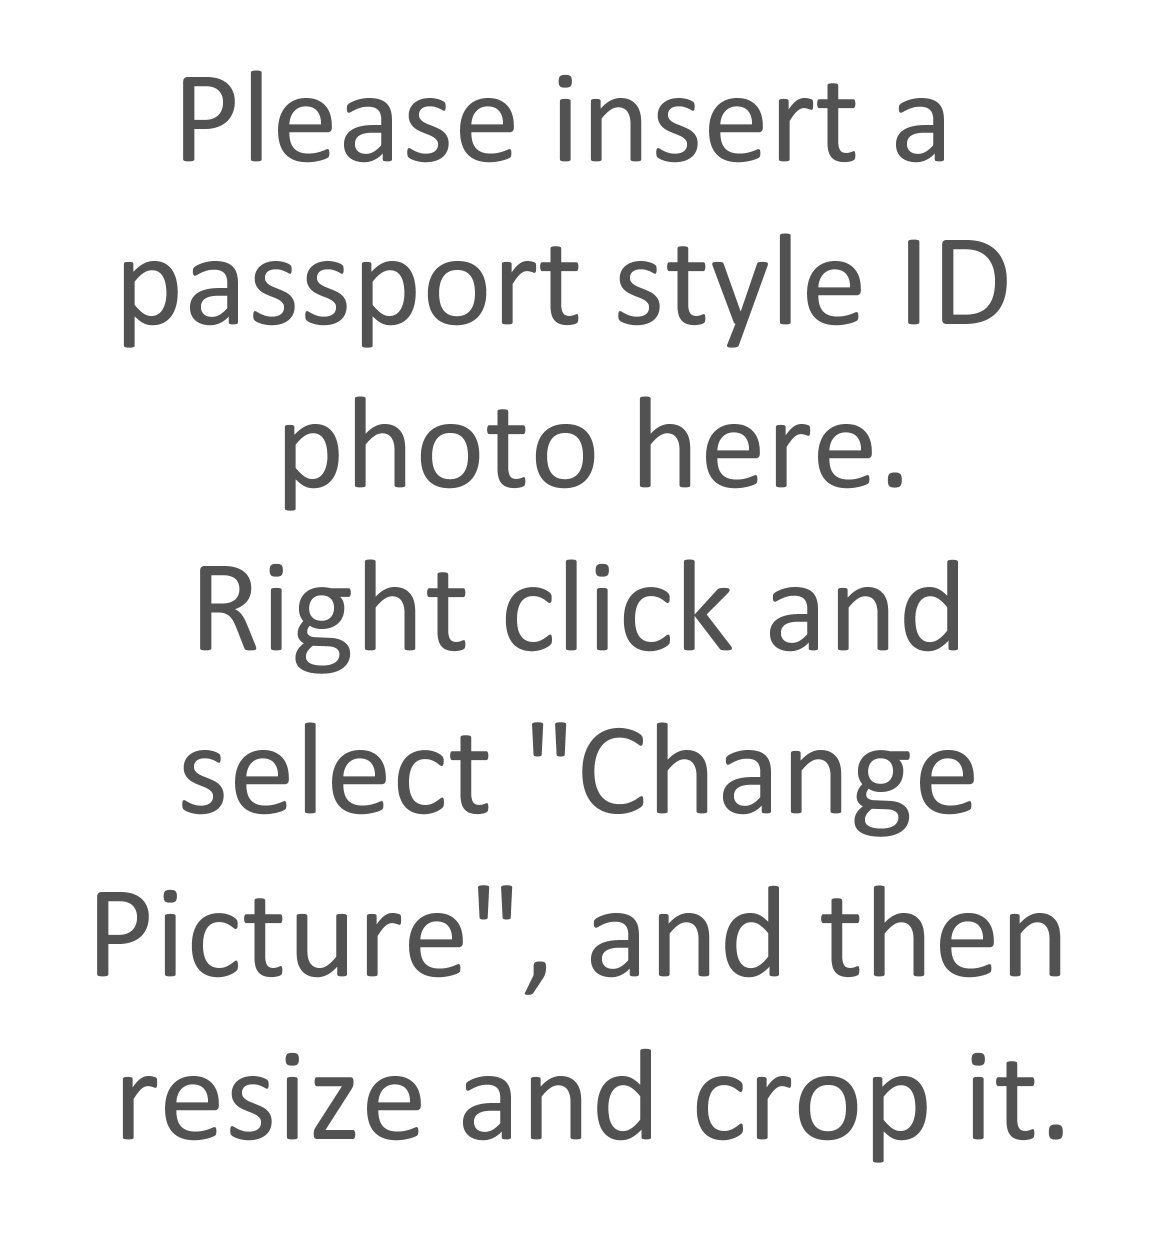 Please insert a
passport style ID
photo here.
Right click and
select "Change
Picture", and then
resize and crop it.